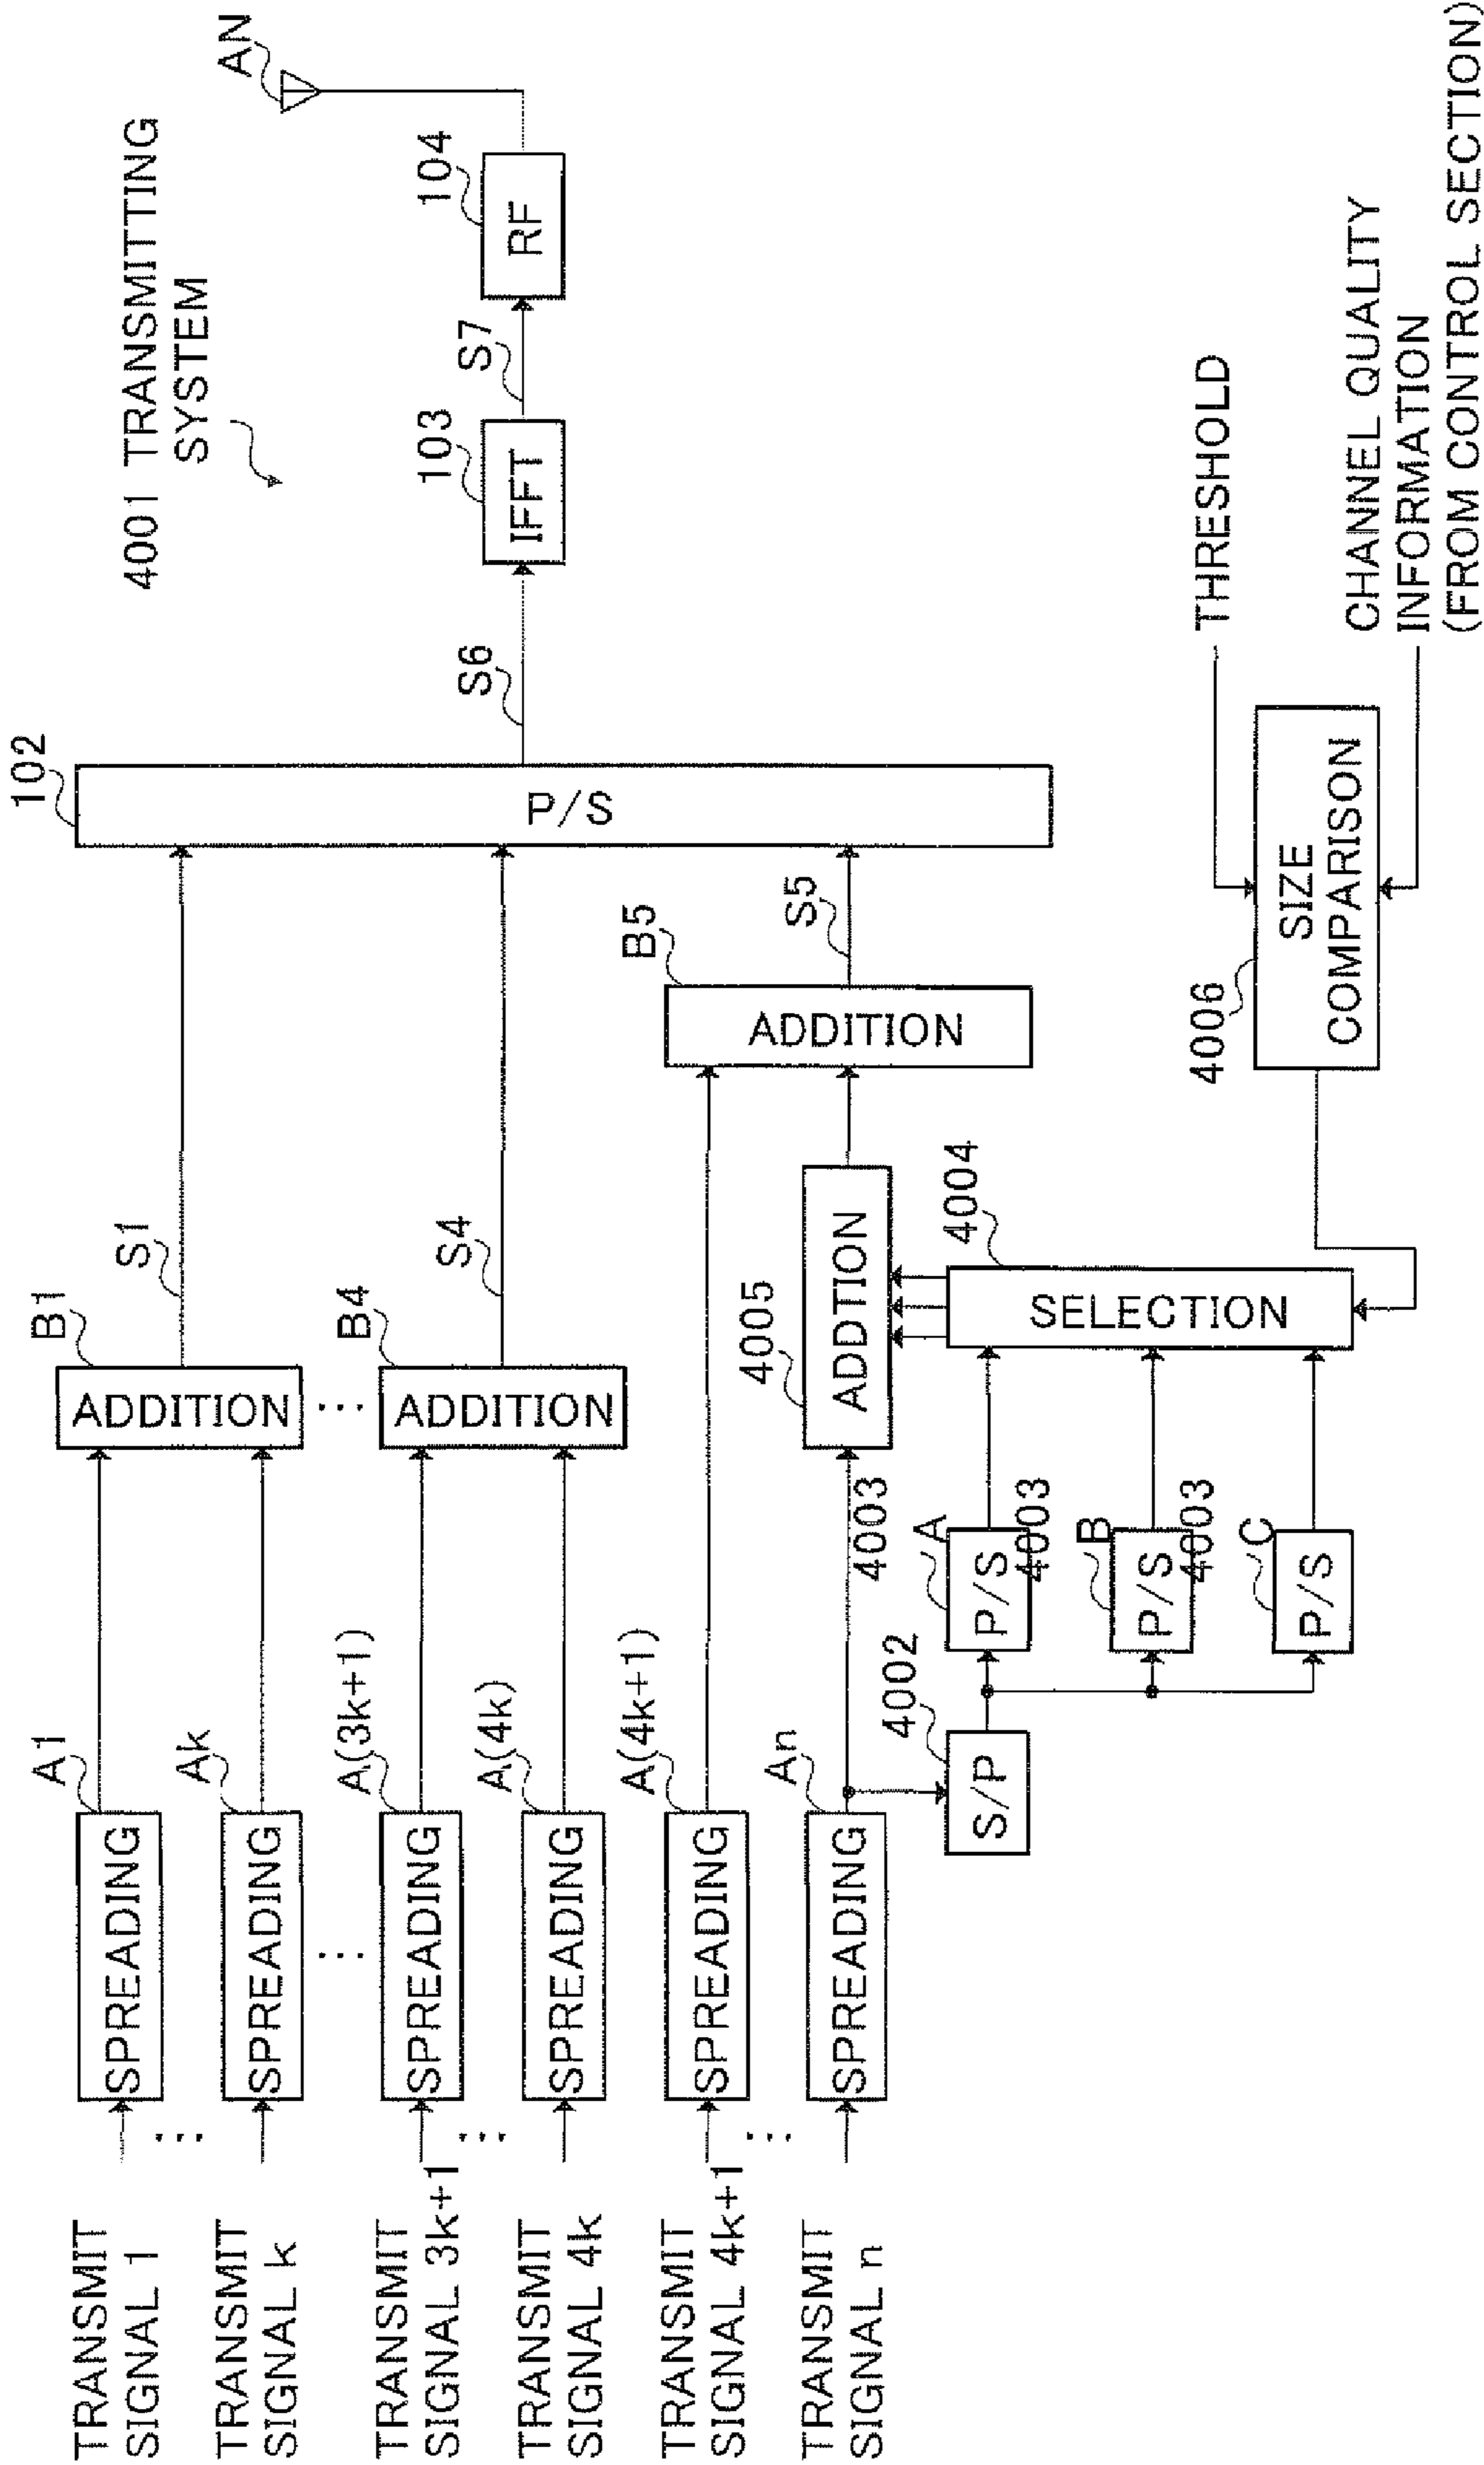 4001 TRANSMITTING
SYSTEM
AN
102
104
103
S6
S7
P/S
IFFT
RF
TRANSMIT
SIGNAL 1
SPREADING
A1
TRANSMIT
SIGNAL k
SPREADING
Ak
ADDITION
B1
S1
...
...
...
TRANSMIT
SIGNAL 3k+1
SPREADING
A(3k+1)
...
TRANSMIT
SIGNAL 4k
SPREADING
A(4k)
ADDITION
B4
S4
TRANSMIT
SIGNAL 4k+1
SPREADING
A(4k+1)
...
TRANSMIT
SIGNAL n
SPREADING
An
ADDITION
B5
S5
ADDTION
4005
S/P
4002
P/S
4003
A
P/S
4003
B
P/S
4003
C
SELECTION
4004
SIZE
COMPARISON
4006
THRESHOLD
CHANNEL QUALITY
INFORMATION
(FROM CONTROL SECTION)